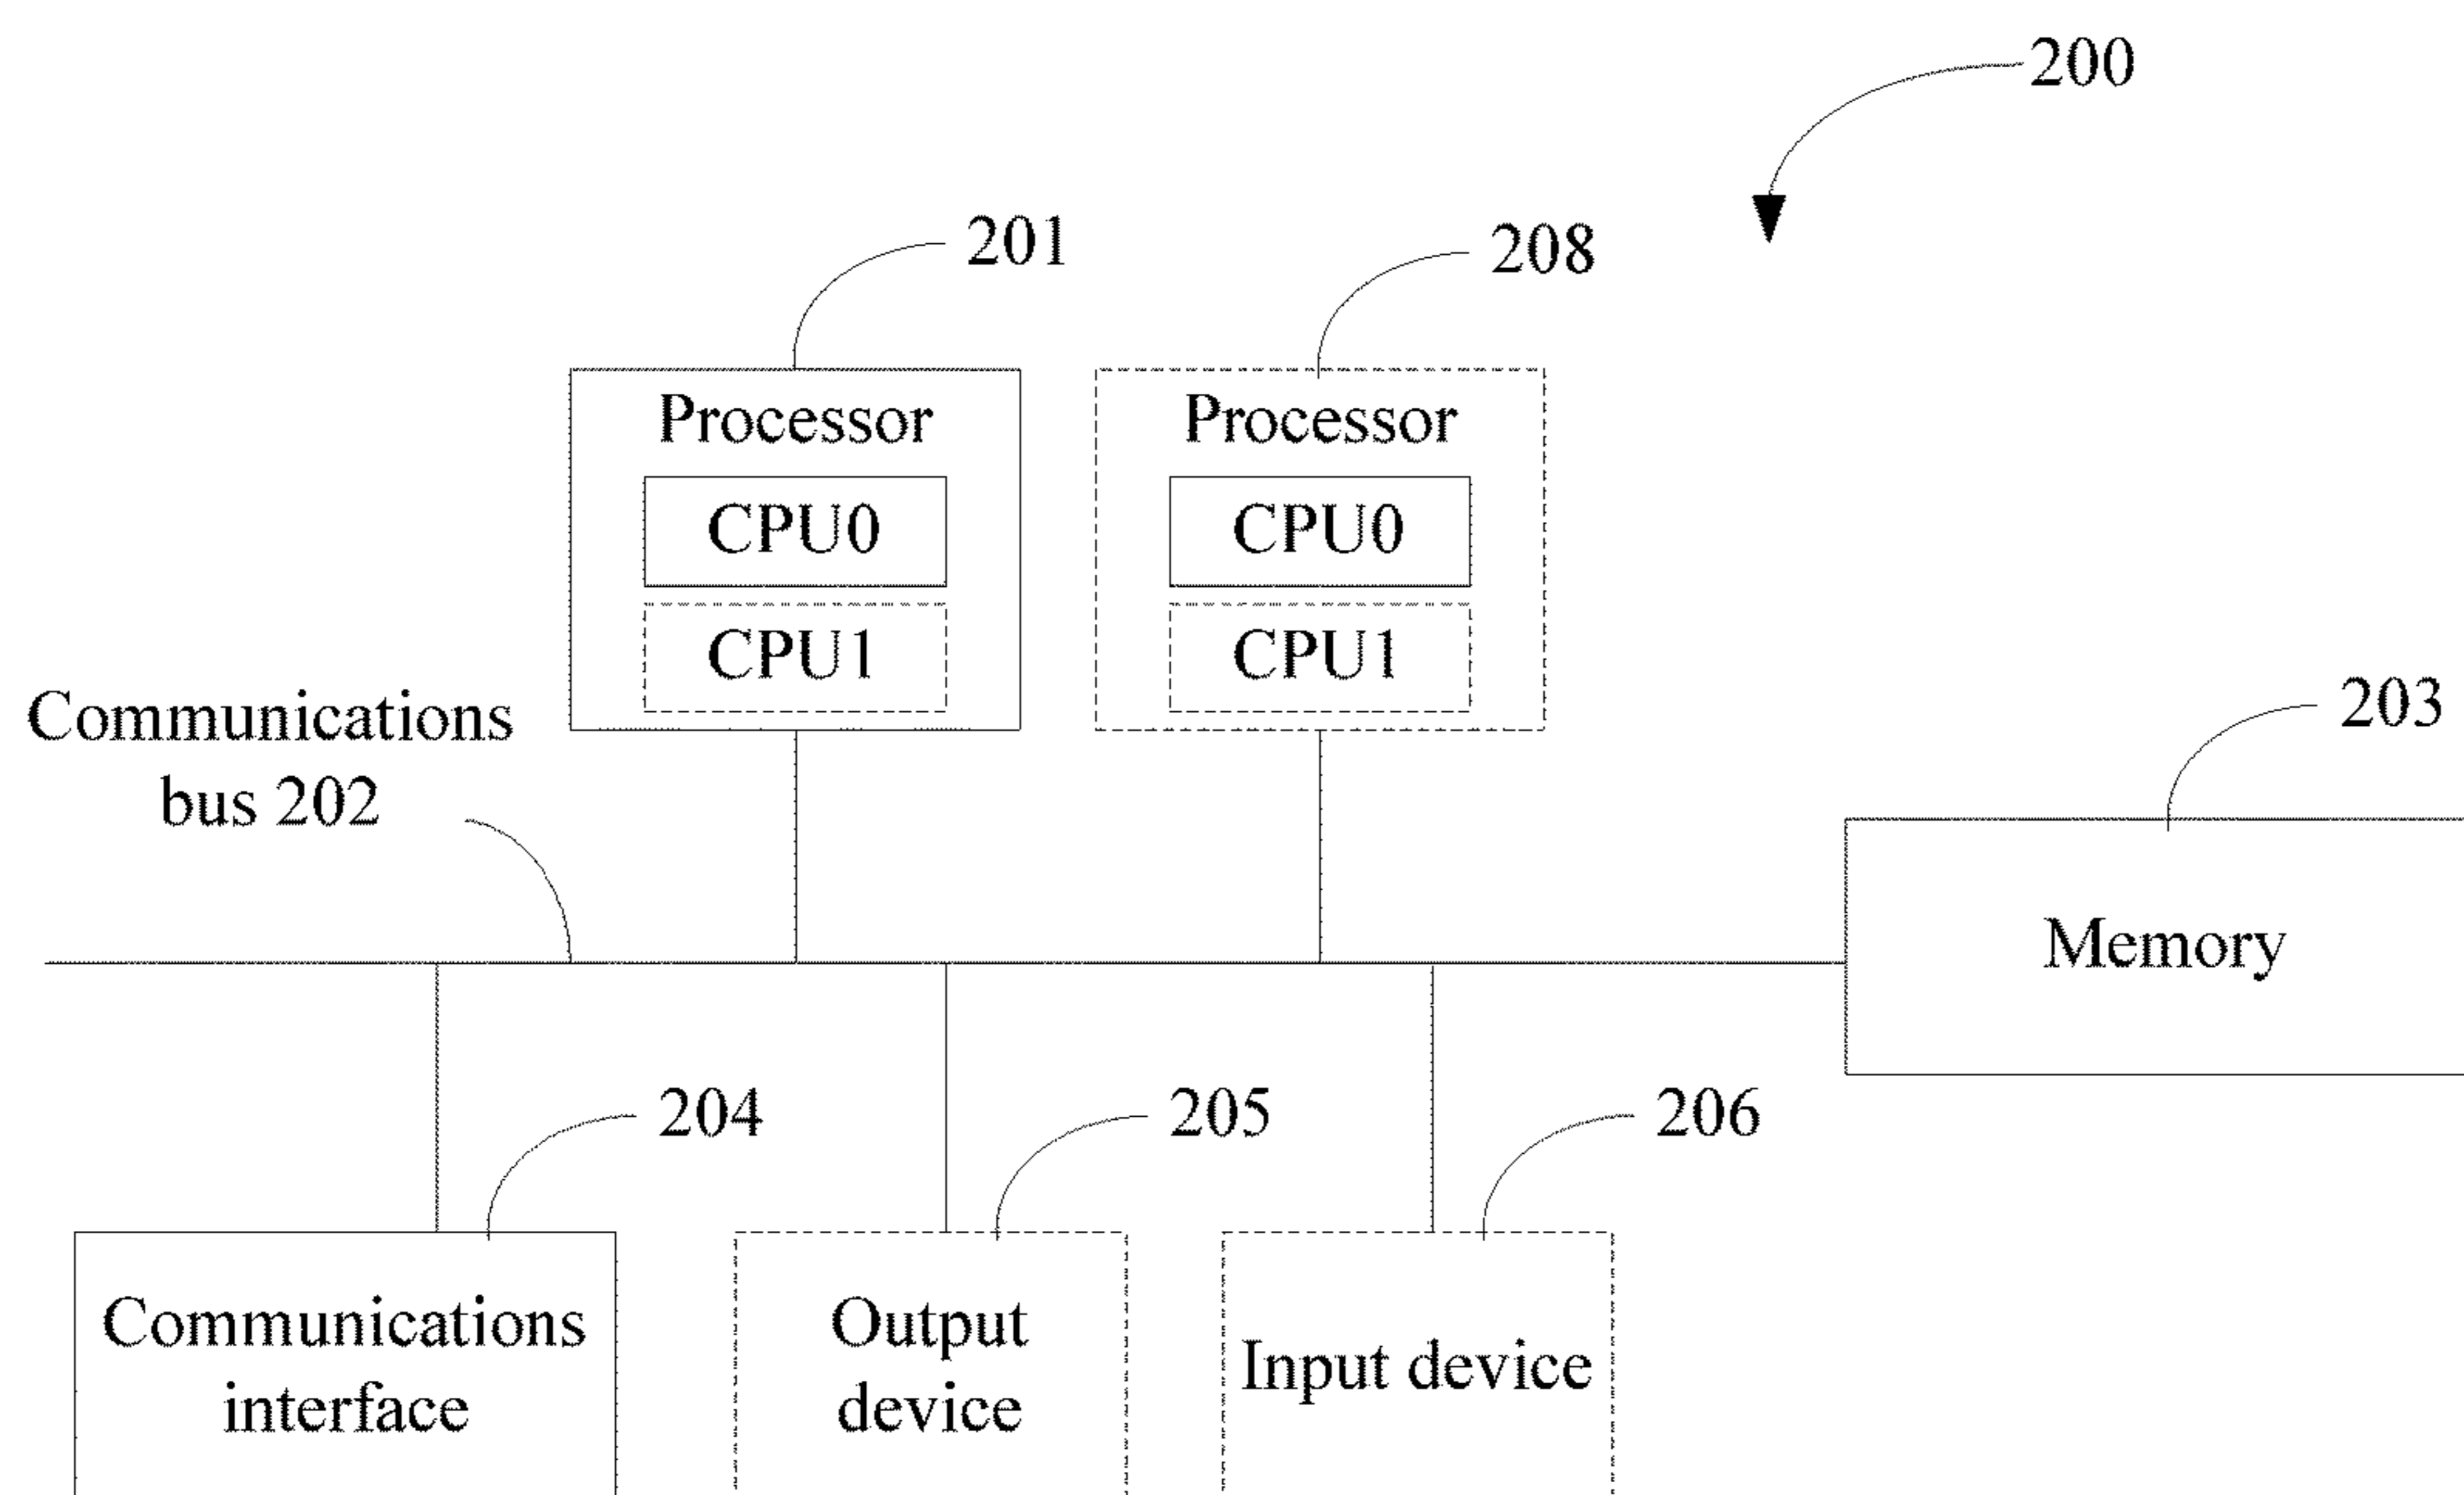 200
201
208
Processor
Processor
CPU0
CPU0
CPU1
CPU1
Communications
bus 202
203
Memory
204
205
206
Communications
interface
Output
device
Input device